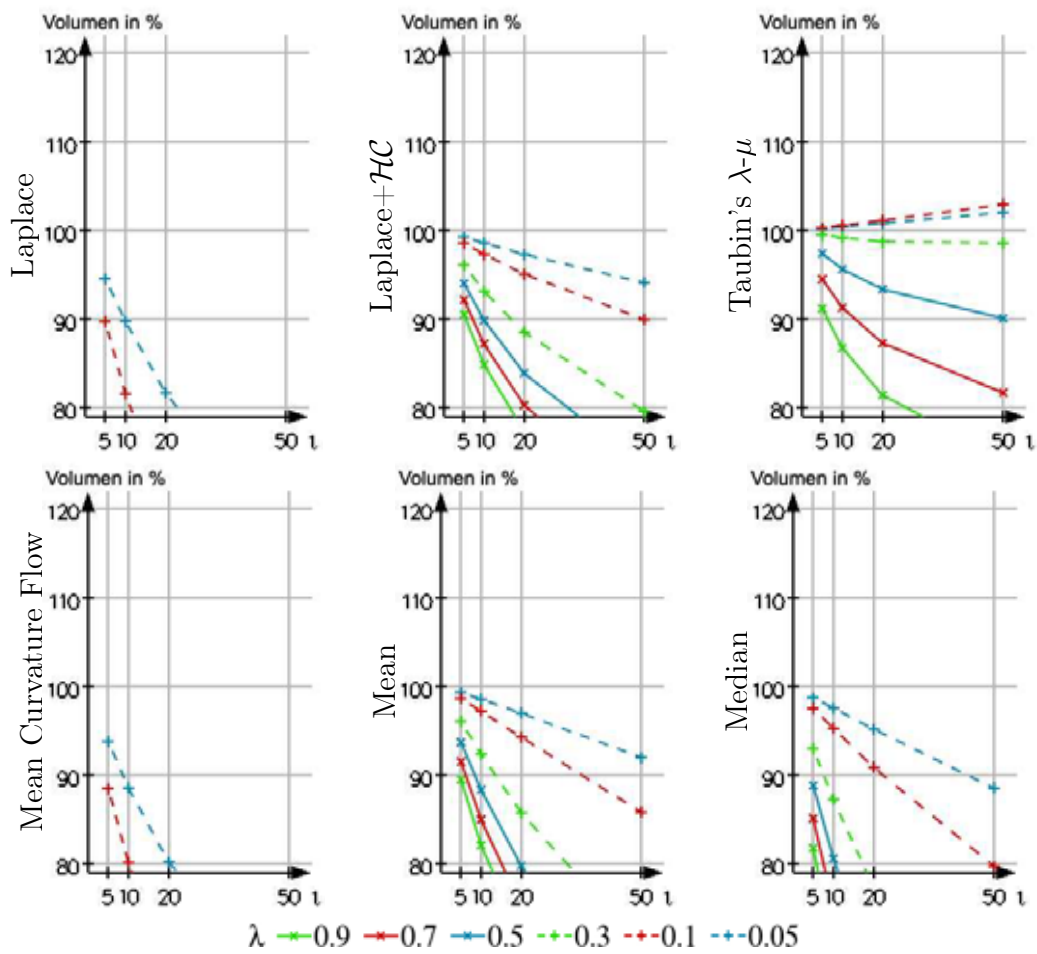 Volumen in %
120
110
100
90
80
5 10 20 50 ι
Laplace
Volumen in %
120
110
100
90
80
5 10 20 50 ι
Laplace+HC
Volumen in %
120
110
100
90
80
5 10 20 50 ι
Taubin's λ-μ
Volumen in %
120
110
100
90
80
5 10 20 50 ι
Mean Curvature Flow
Volumen in %
120
110
100
90
80
5 10 20 50 ι
Mean
Volumen in %
120
110
100
90
80
5 10 20 50 ι
Median
λ 0.9 0.7 0.5 0.3 0.1 0.05